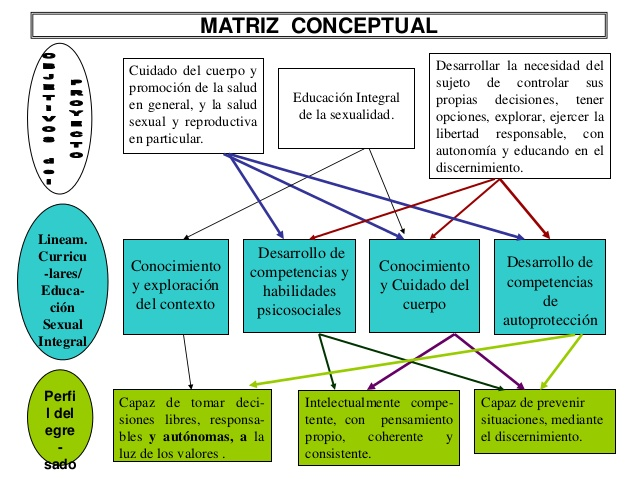 MATRIZ CONCEPTUAL
OBJETIVOS del
PROYECTO
Cuidado del cuerpo y
promoción de la salud
en general, y la salud
sexual y reproductiva
en particular.
Educación Integral
de la sexualidad.
Desarrollar la necesidad del
sujeto de controlar sus
propias decisiones, tener
opciones, explorar, ejercer la
libertad responsable, con
autonomía y educando en el
discernimiento.
Lineam.
Curricu
-lares/
Educa-
ción
Sexual
Integral
Conocimiento
y exploración
del contexto
Desarrollo de
competencias y
habilidades
psicosociales
Conocimiento
y Cuidado del
cuerpo
Desarrollo de
competencias
de
autoprotección
Perfi
l del
egre
-
sado
Capaz de tomar deci-
siones libres, responsa-
bles y autónomas, a la
luz de los valores .
Intelectualmente compe-
tente, con pensamiento
propio, coherente y
consistente.
Capaz de prevenir
situaciones, mediante
el discernimiento.